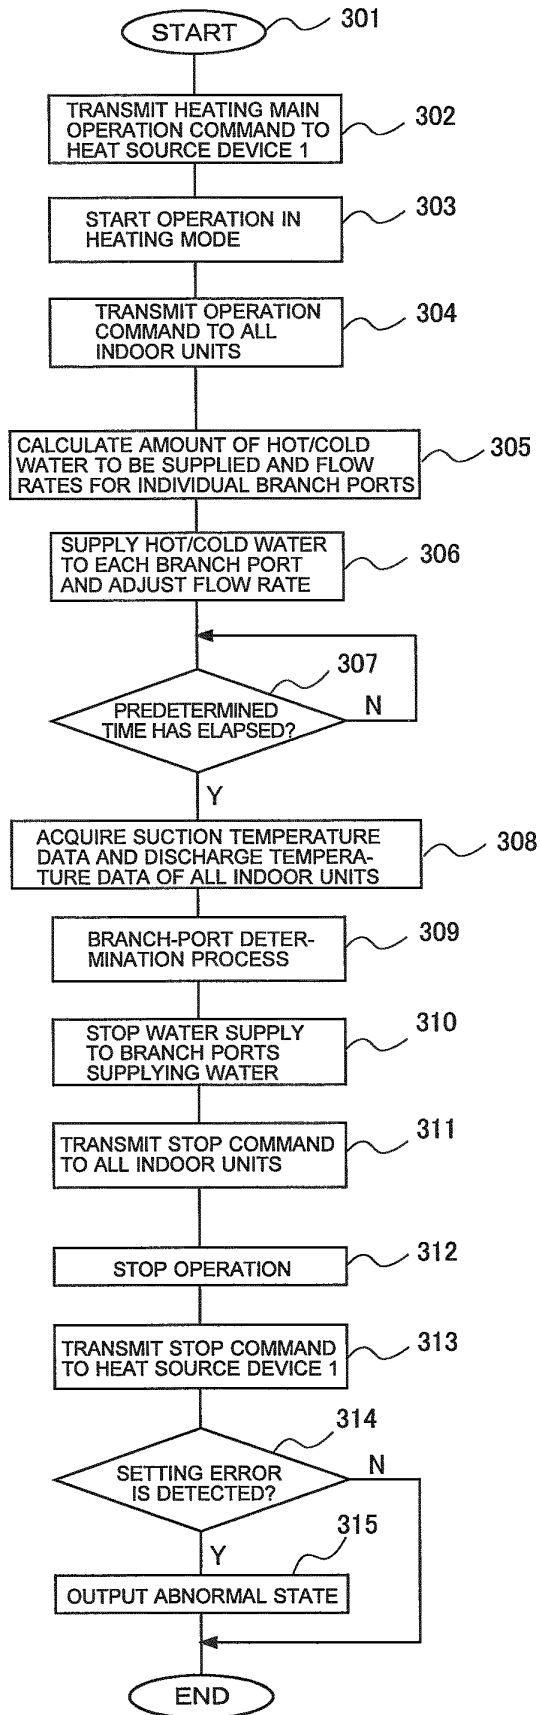 START
301
TRANSMIT HEATING MAIN
OPERATION COMMAND TO
HEAT SOURCE DEVICE 1
302
START OPERATION IN
HEATING MODE
303
TRANSMIT OPERATION
COMMAND TO ALL
INDOOR UNITS
304
CALCULATE AMOUNT OF HOT/COLD
WATER TO BE SUPPLIED AND FLOW
RATES FOR INDIVIDUAL BRANCH PORTS
305
SUPPLY HOT/COLD WATER
TO EACH BRANCH PORT
AND ADJUST FLOW RATE
306
307
PREDETERMINED
TIME HAS ELAPSED?
N
Y
ACQUIRE SUCTION TEMPERATURE
DATA AND DISCHARGE TEMPERA-
TURE DATA OF ALL INDOOR UNITS
308
BRANCH-PORT DETER-
MINATION PROCESS
309
STOP WATER SUPPLY
TO BRANCH PORTS
SUPPLYING WATER
310
TRANSMIT STOP COMMAND
TO ALL INDOOR UNITS
311
STOP OPERATION
312
TRANSMIT STOP COMMAND
TO HEAT SOURCE DEVICE 1
313
314
SETTING ERROR
IS DETECTED?
N
Y
315
OUTPUT ABNORMAL STATE
END